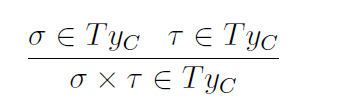 σ ∈ Ty_C   τ ∈ Ty_C
σ × τ ∈ Ty_C